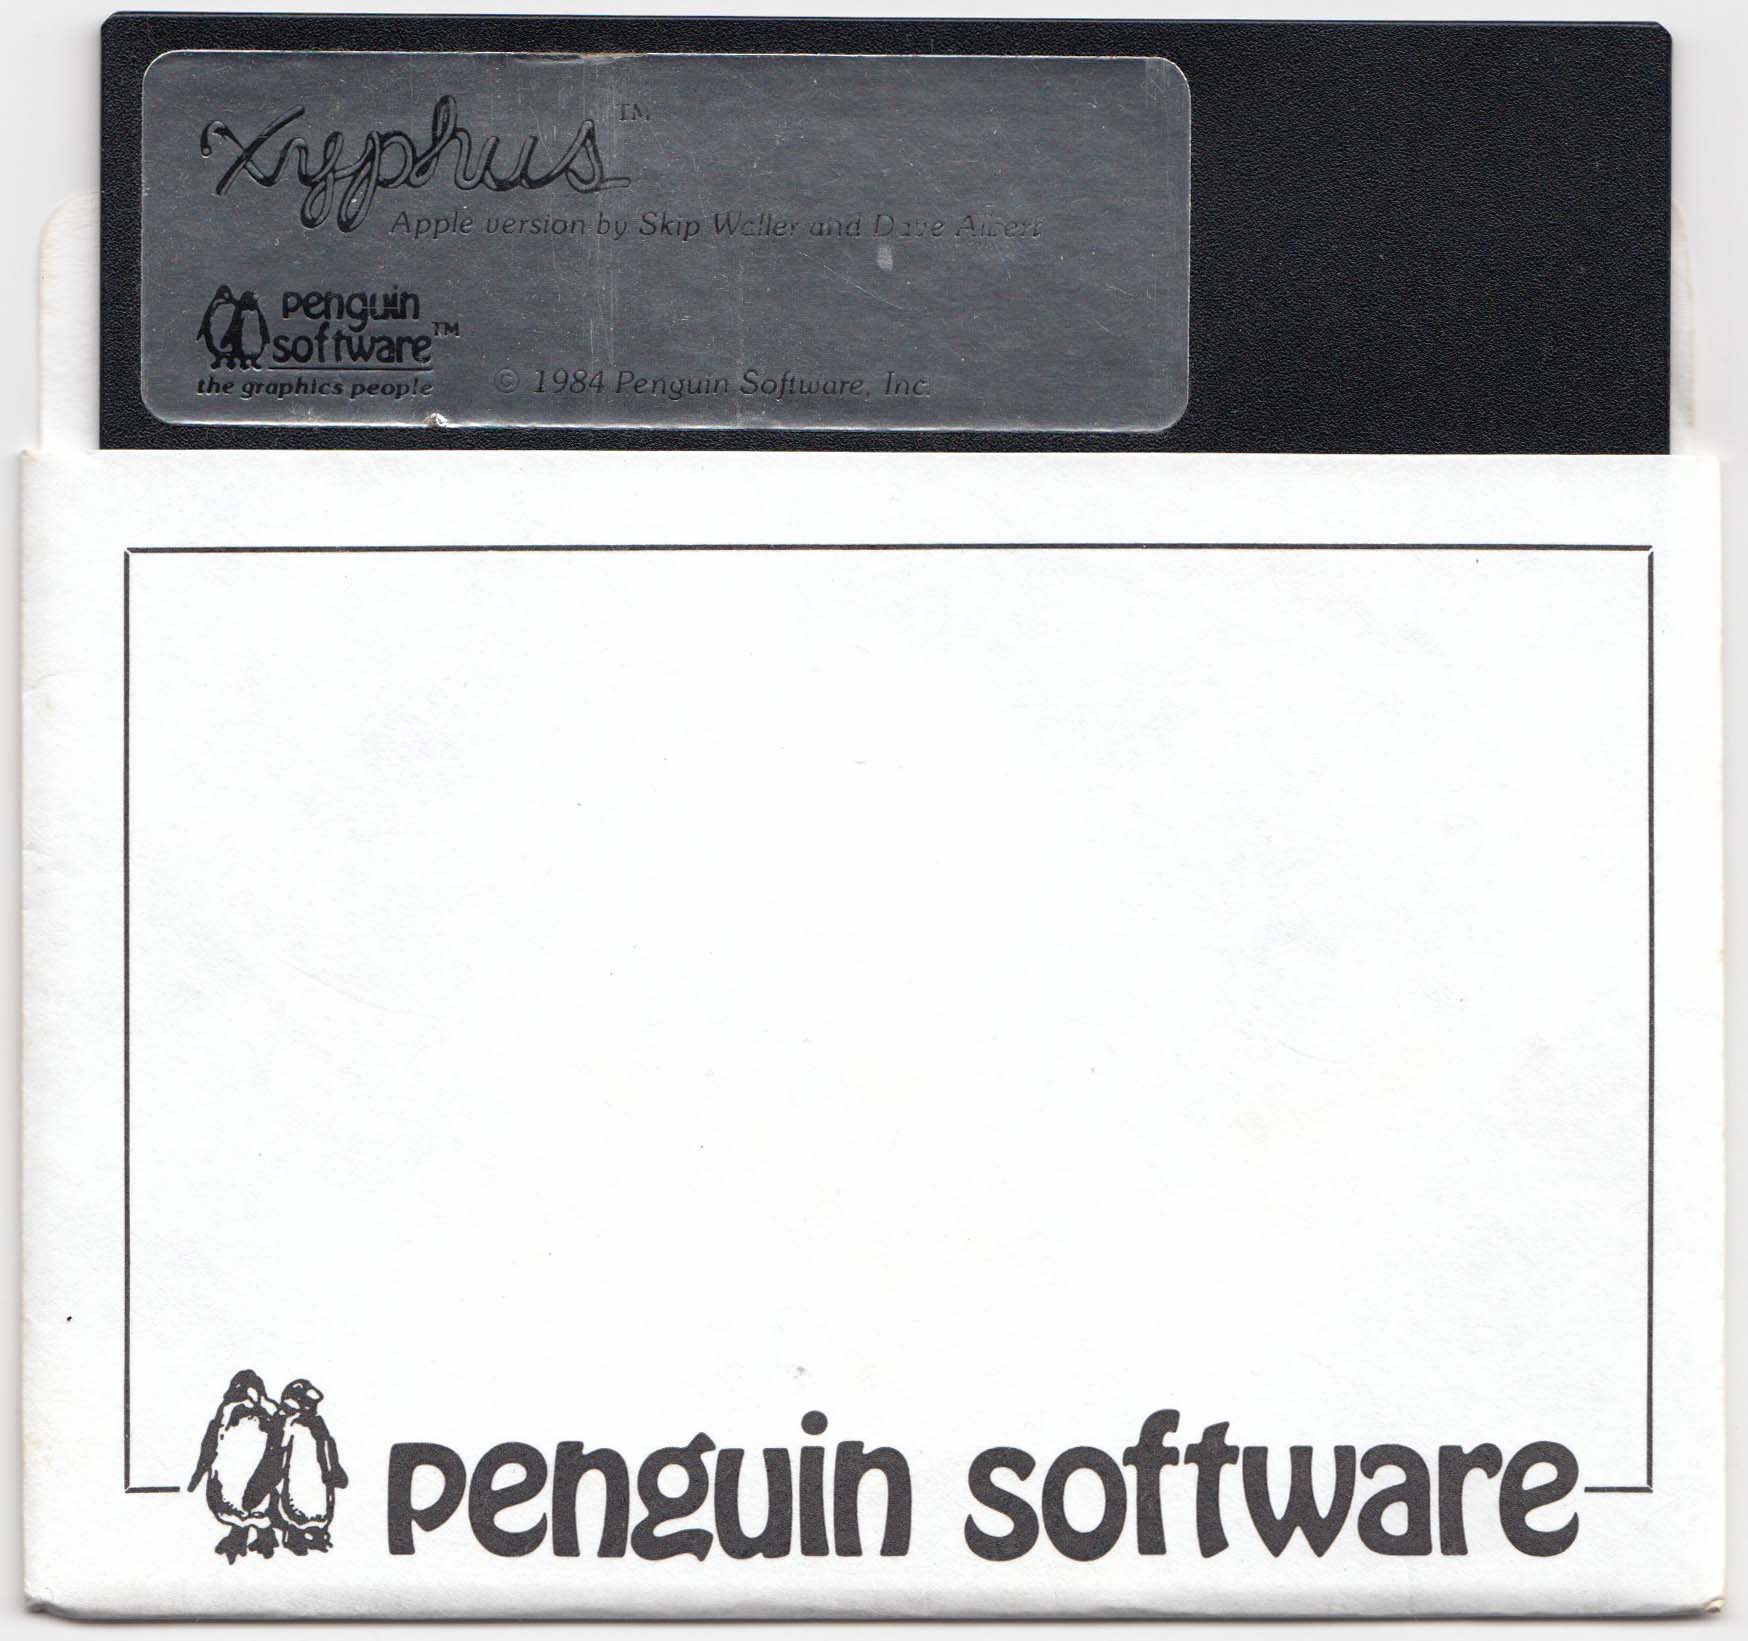 xyphus™
Apple version by Skip Waller and Dave Albert
penguin
software™
the graphics people
© 1984 Penguin Software, Inc.
penguin software